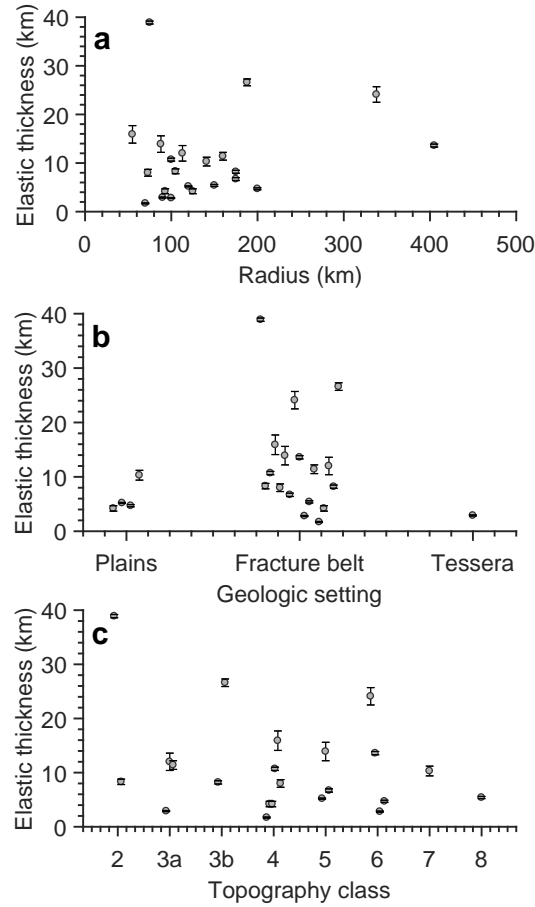 a
Elastic thickness (km)
40
30
20
10
0
0 100 200 300 400 500
Radius (km)
b
Elastic thickness (km)
40
30
20
10
0
Plains Fracture belt Tessera
Geologic setting
c
Elastic thickness (km)
40
30
20
10
0
2 3a 3b 4 5 6 7 8
Topography class